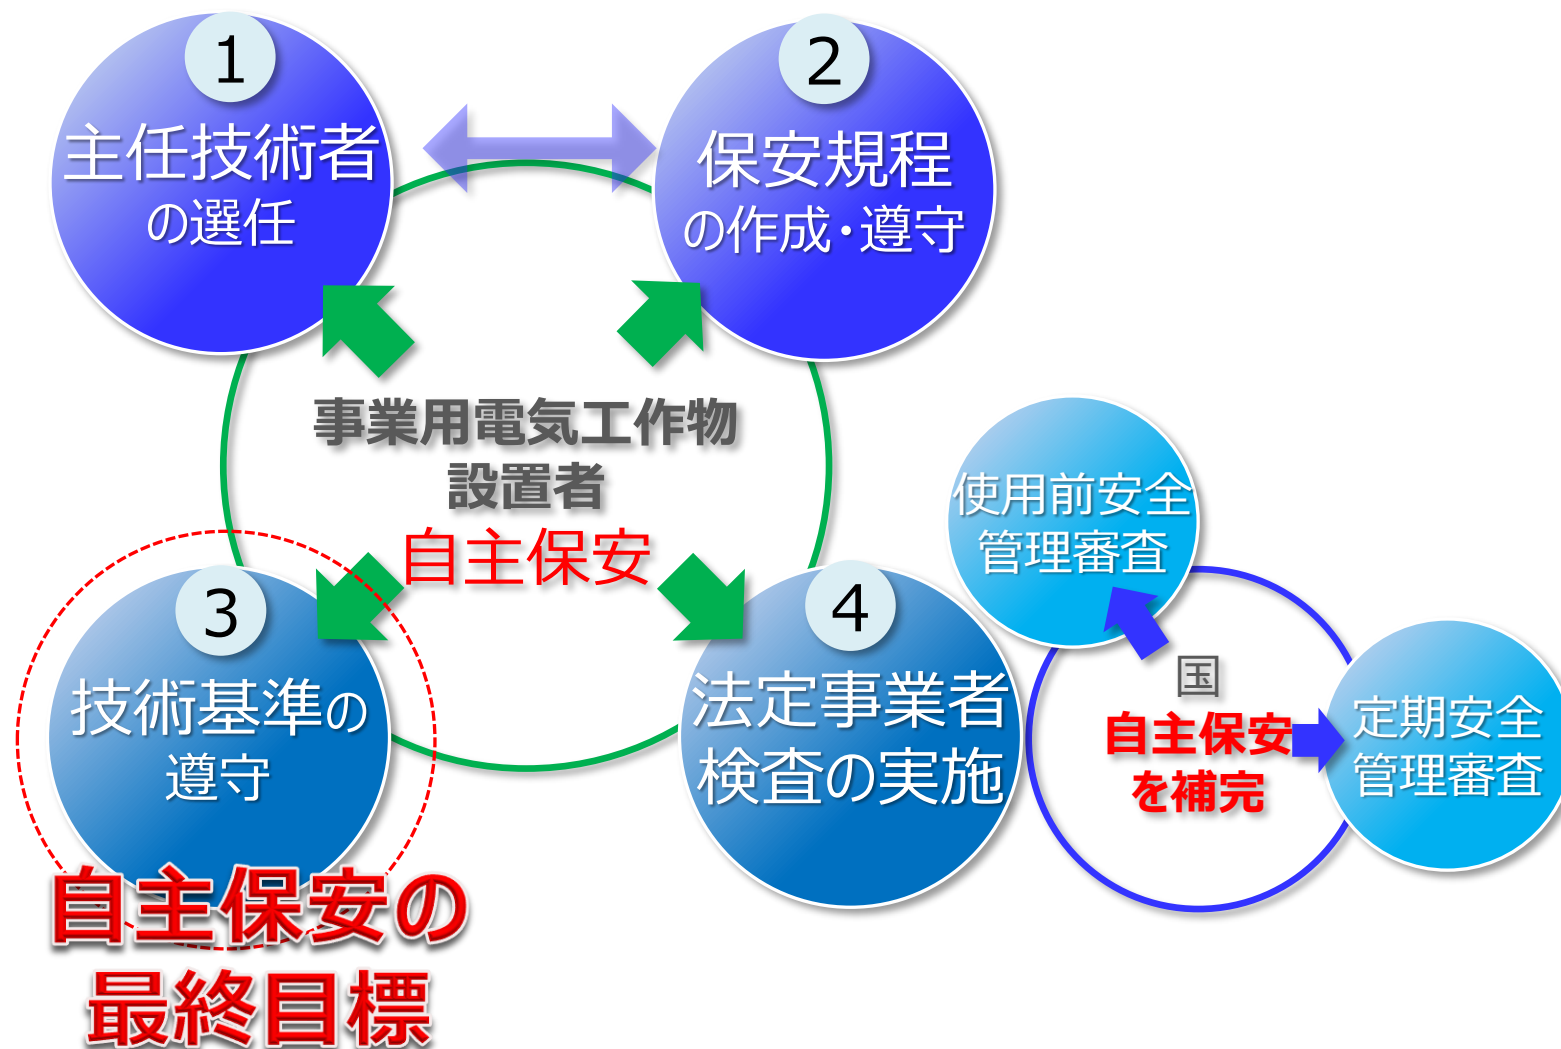 1
主任技術者
の選任
2
保安規程
の作成・遵守
事業用電気工作物
設置者
自主保安
3
技術基準の
遵守
自主保安の
最終目標
4
法定事業者
検査の実施
使用前安全
管理審査
国
自主保安
を補完
定期安全
管理審査